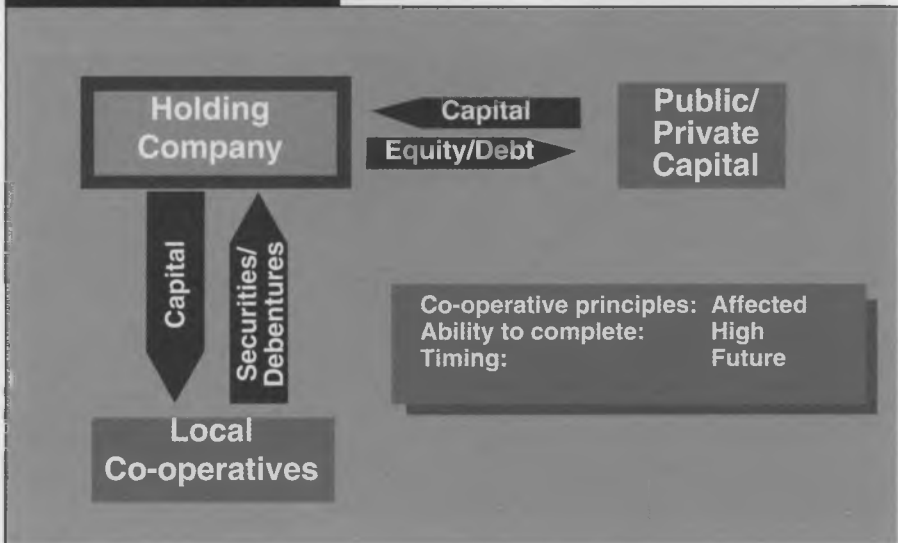 Holding
Company
Capital
Equity/Debt
Public/
Private
Capital
Capital
Securities/
Debentures
Co-operative principles: Affected
Ability to complete: High
Timing: Future
Local
Co-operatives